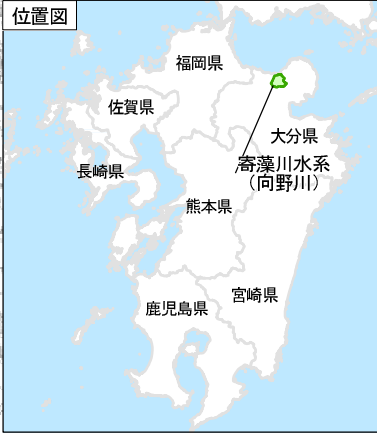 位置図
福岡県
佐賀県
大分県
長崎県
寄藻川水系
（向野川）
熊本県
宮崎県
鹿児島県